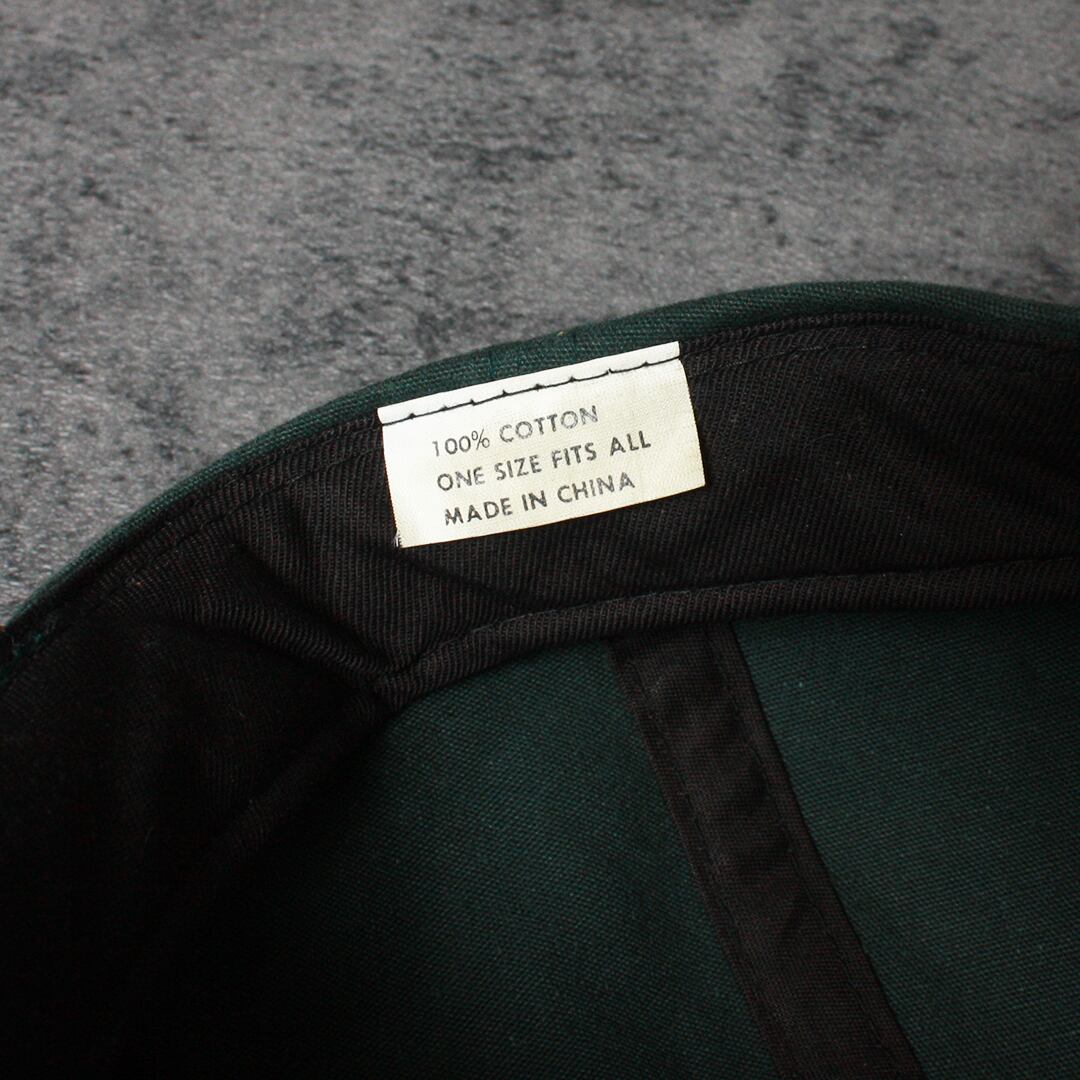 100% COTTON
ONE SIZE FITS ALL
MADE IN CHINA